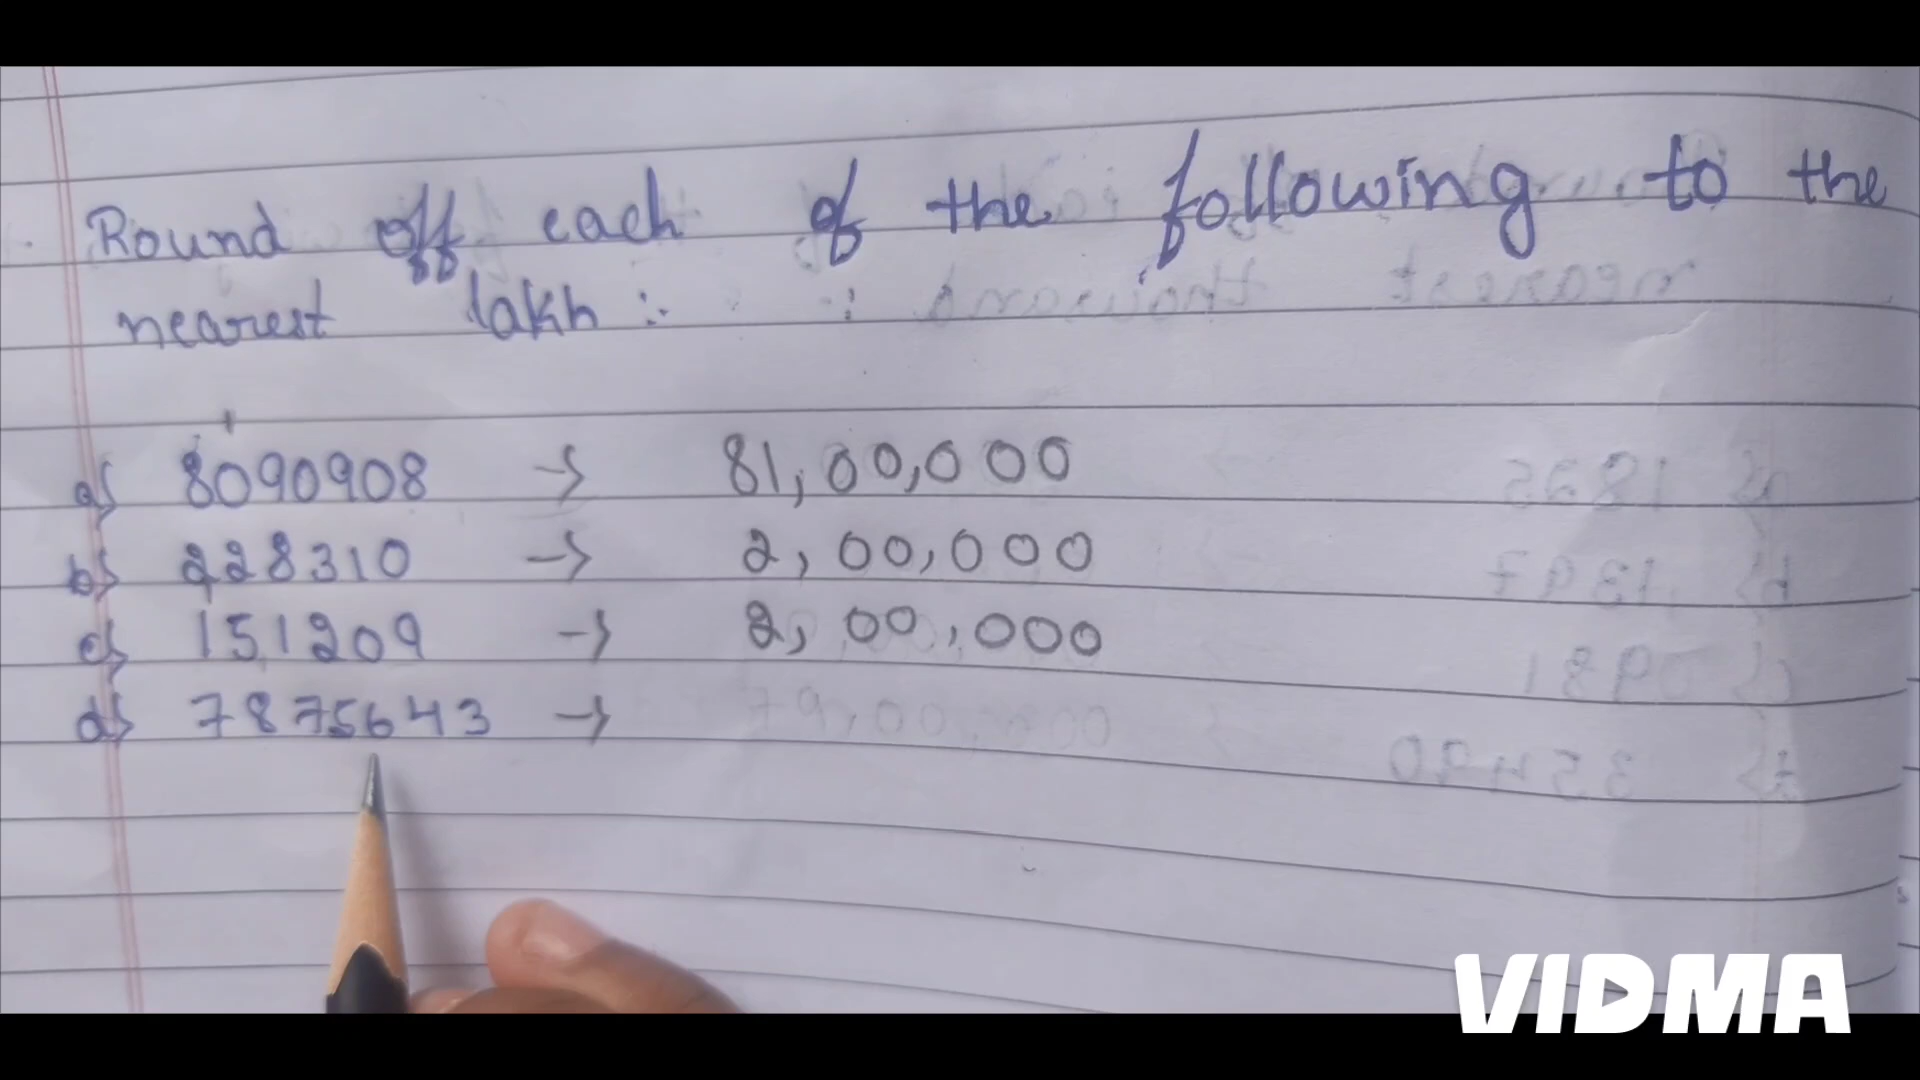 Round off each of the following to the
nearest lakh :-
a) 8090908 → 81,00,000
b) 228310 → 2,00,000
c) 151209 → 2,00,000
d) 7875643 →
VIDMA